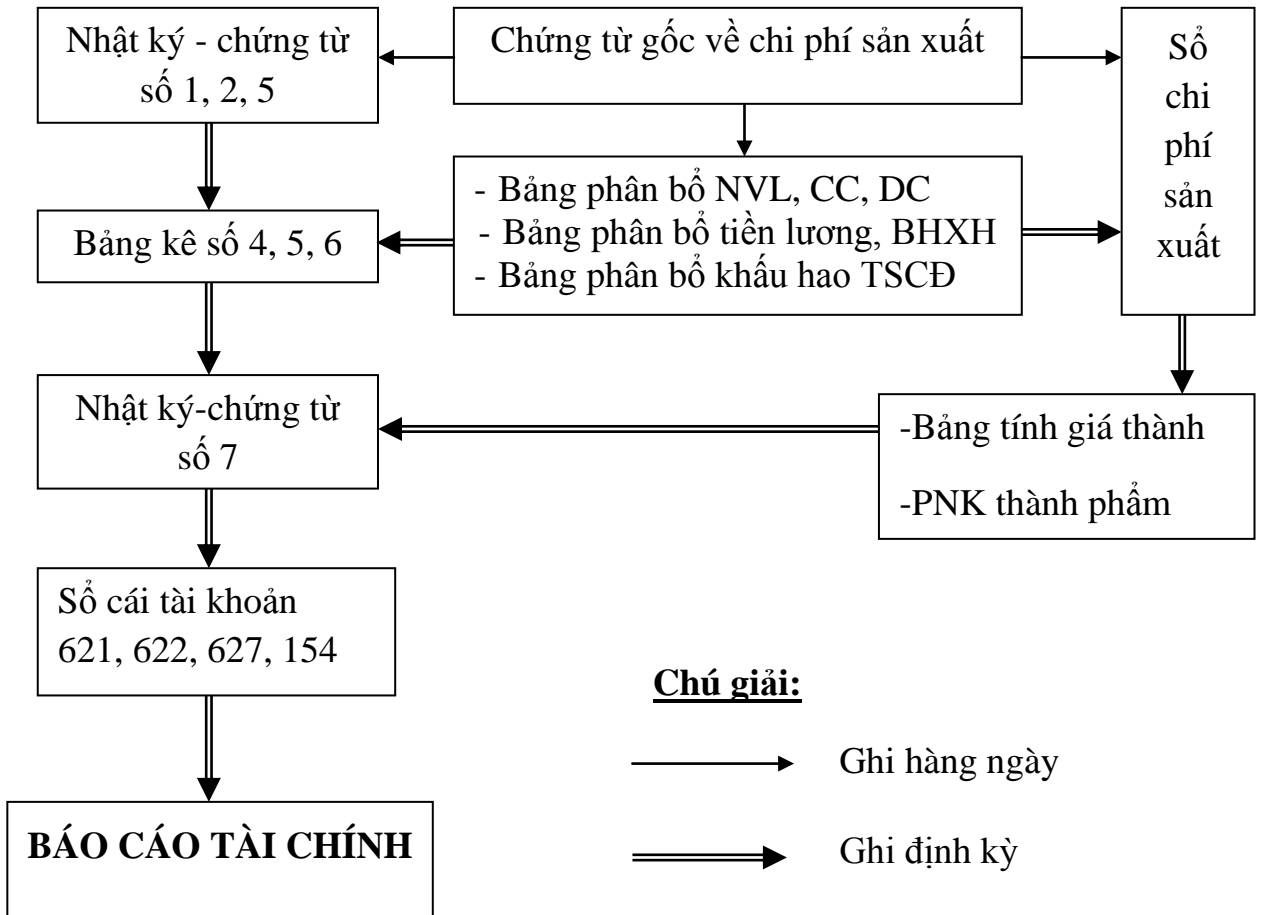 Nhật ký - chứng từ
số 1, 2, 5
Chứng từ gốc về chi phí sản xuất
Sổ
chi
phí
sản
xuất
- Bảng phân bổ NVL, CC, DC
- Bảng phân bổ tiền lương, BHXH
- Bảng phân bổ khấu hao TSCĐ
Bảng kê số 4, 5, 6
Nhật ký-chứng từ
số 7
-Bảng tính giá thành
-PNK thành phẩm
Sổ cái tài khoản
621, 622, 627, 154
Chú giải:
Ghi hàng ngày
Ghi định kỳ
BÁO CÁO TÀI CHÍNH